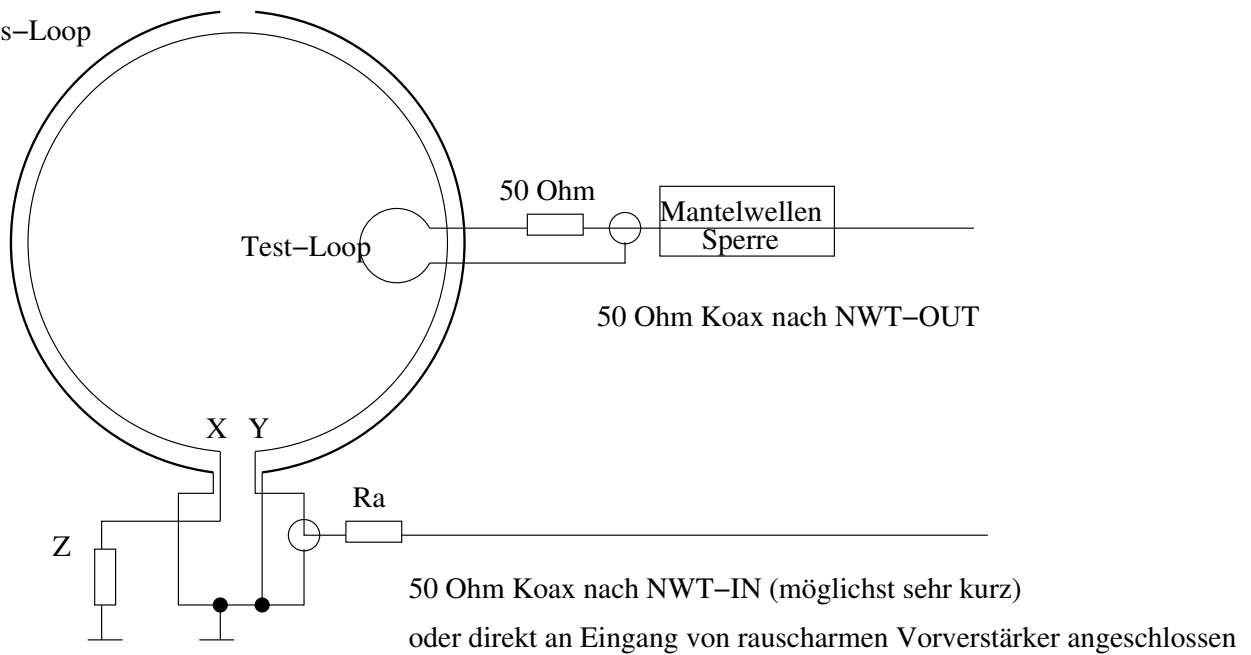 s−Loop
50 Ohm
Mantelwellen
Sperre
Test−Loop
50 Ohm Koax nach NWT−OUT
X Y
Ra
Z
50 Ohm Koax nach NWT−IN (möglichst sehr kurz)
oder direkt an Eingang von rauscharmen Vorverstärker angeschlossen